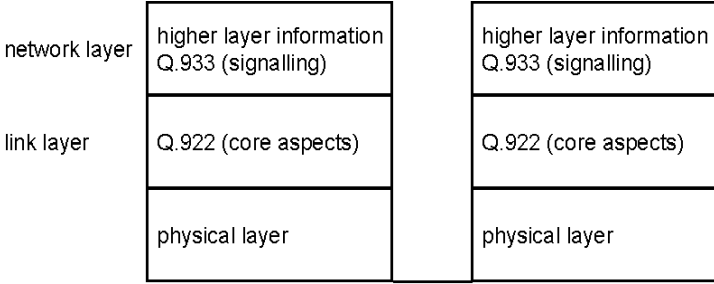 network layer
higher layer information
Q.933 (signalling)
higher layer information
Q.933 (signalling)
link layer
Q.922 (core aspects)
Q.922 (core aspects)
physical layer
physical layer